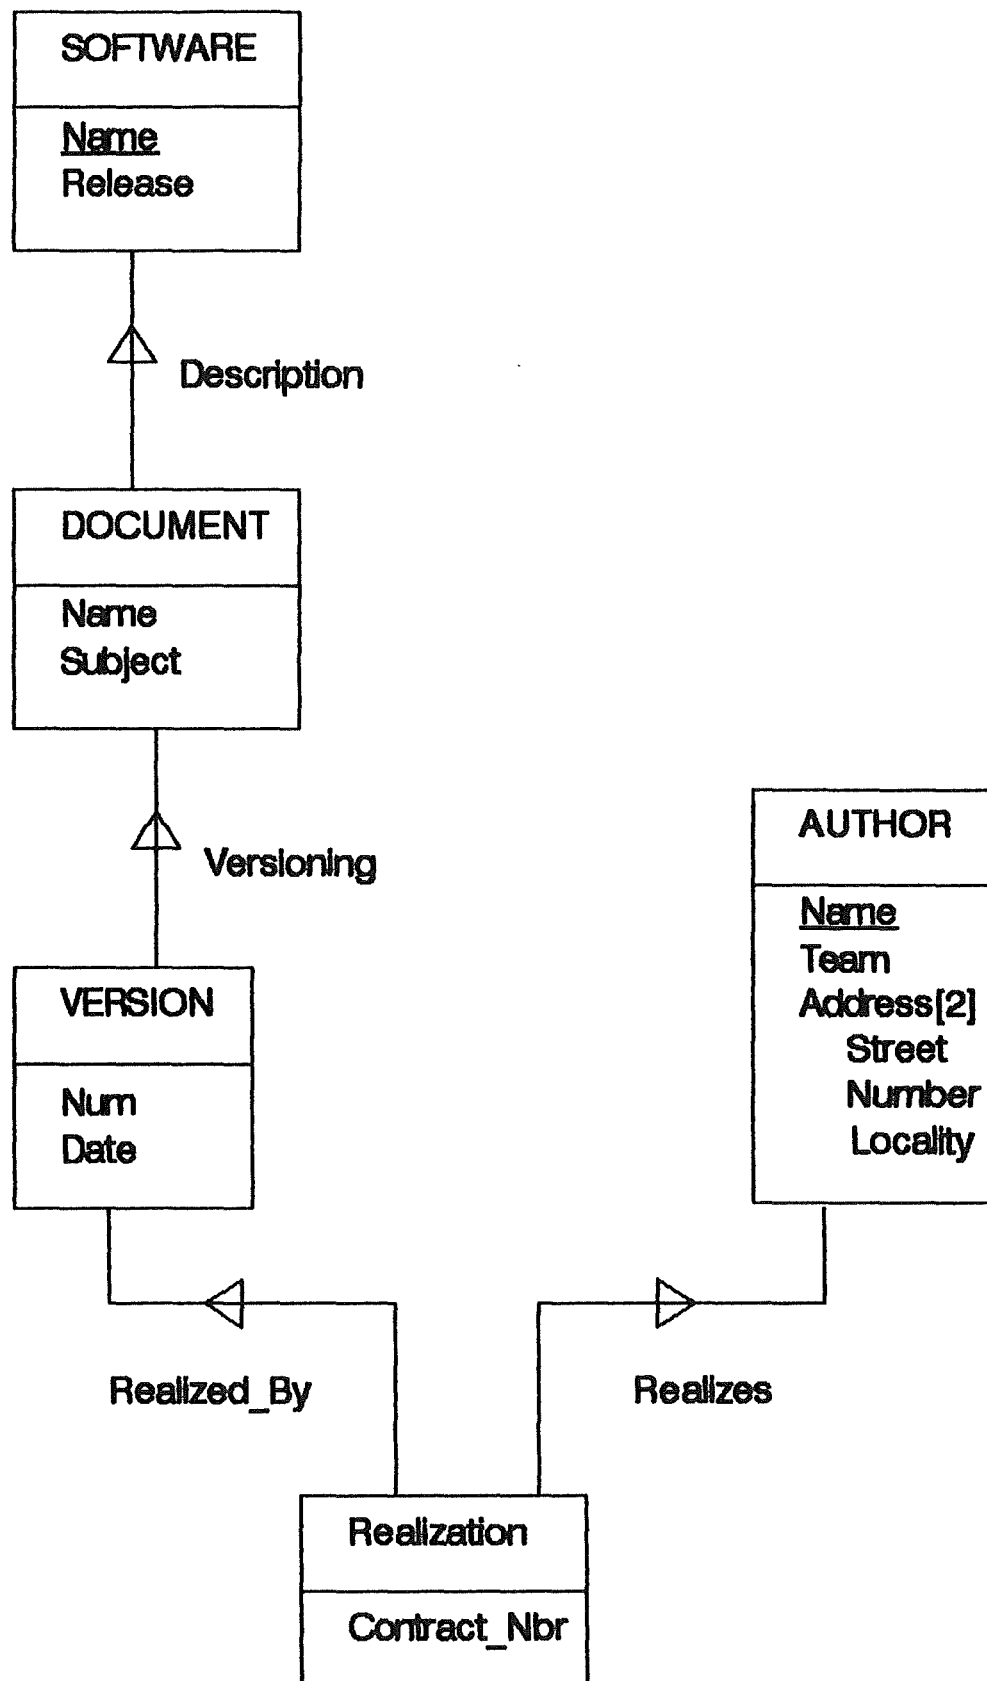 SOFTWARE
Name
Release
Description
DOCUMENT
Name
Subject
Versioning
VERSION
Num
Date
AUTHOR
Name
Team
Address[2]
Street
Number
Locality
Realized_By
Realizes
Realization
Contract_Nbr